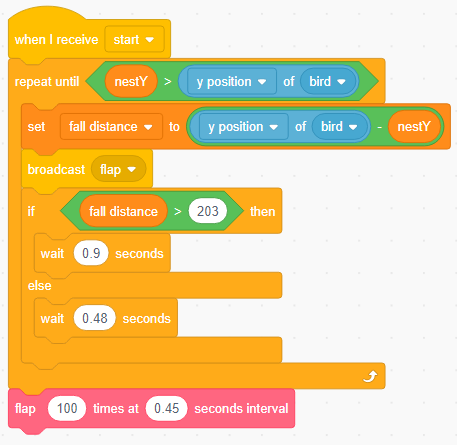 when I receive start
repeat until nestY > y position of bird
set fall distance to y position of bird - nestY
broadcast flap
if fall distance > 203 then
wait 0.9 seconds
else
wait 0.48 seconds
flap 100 times at 0.45 seconds interval